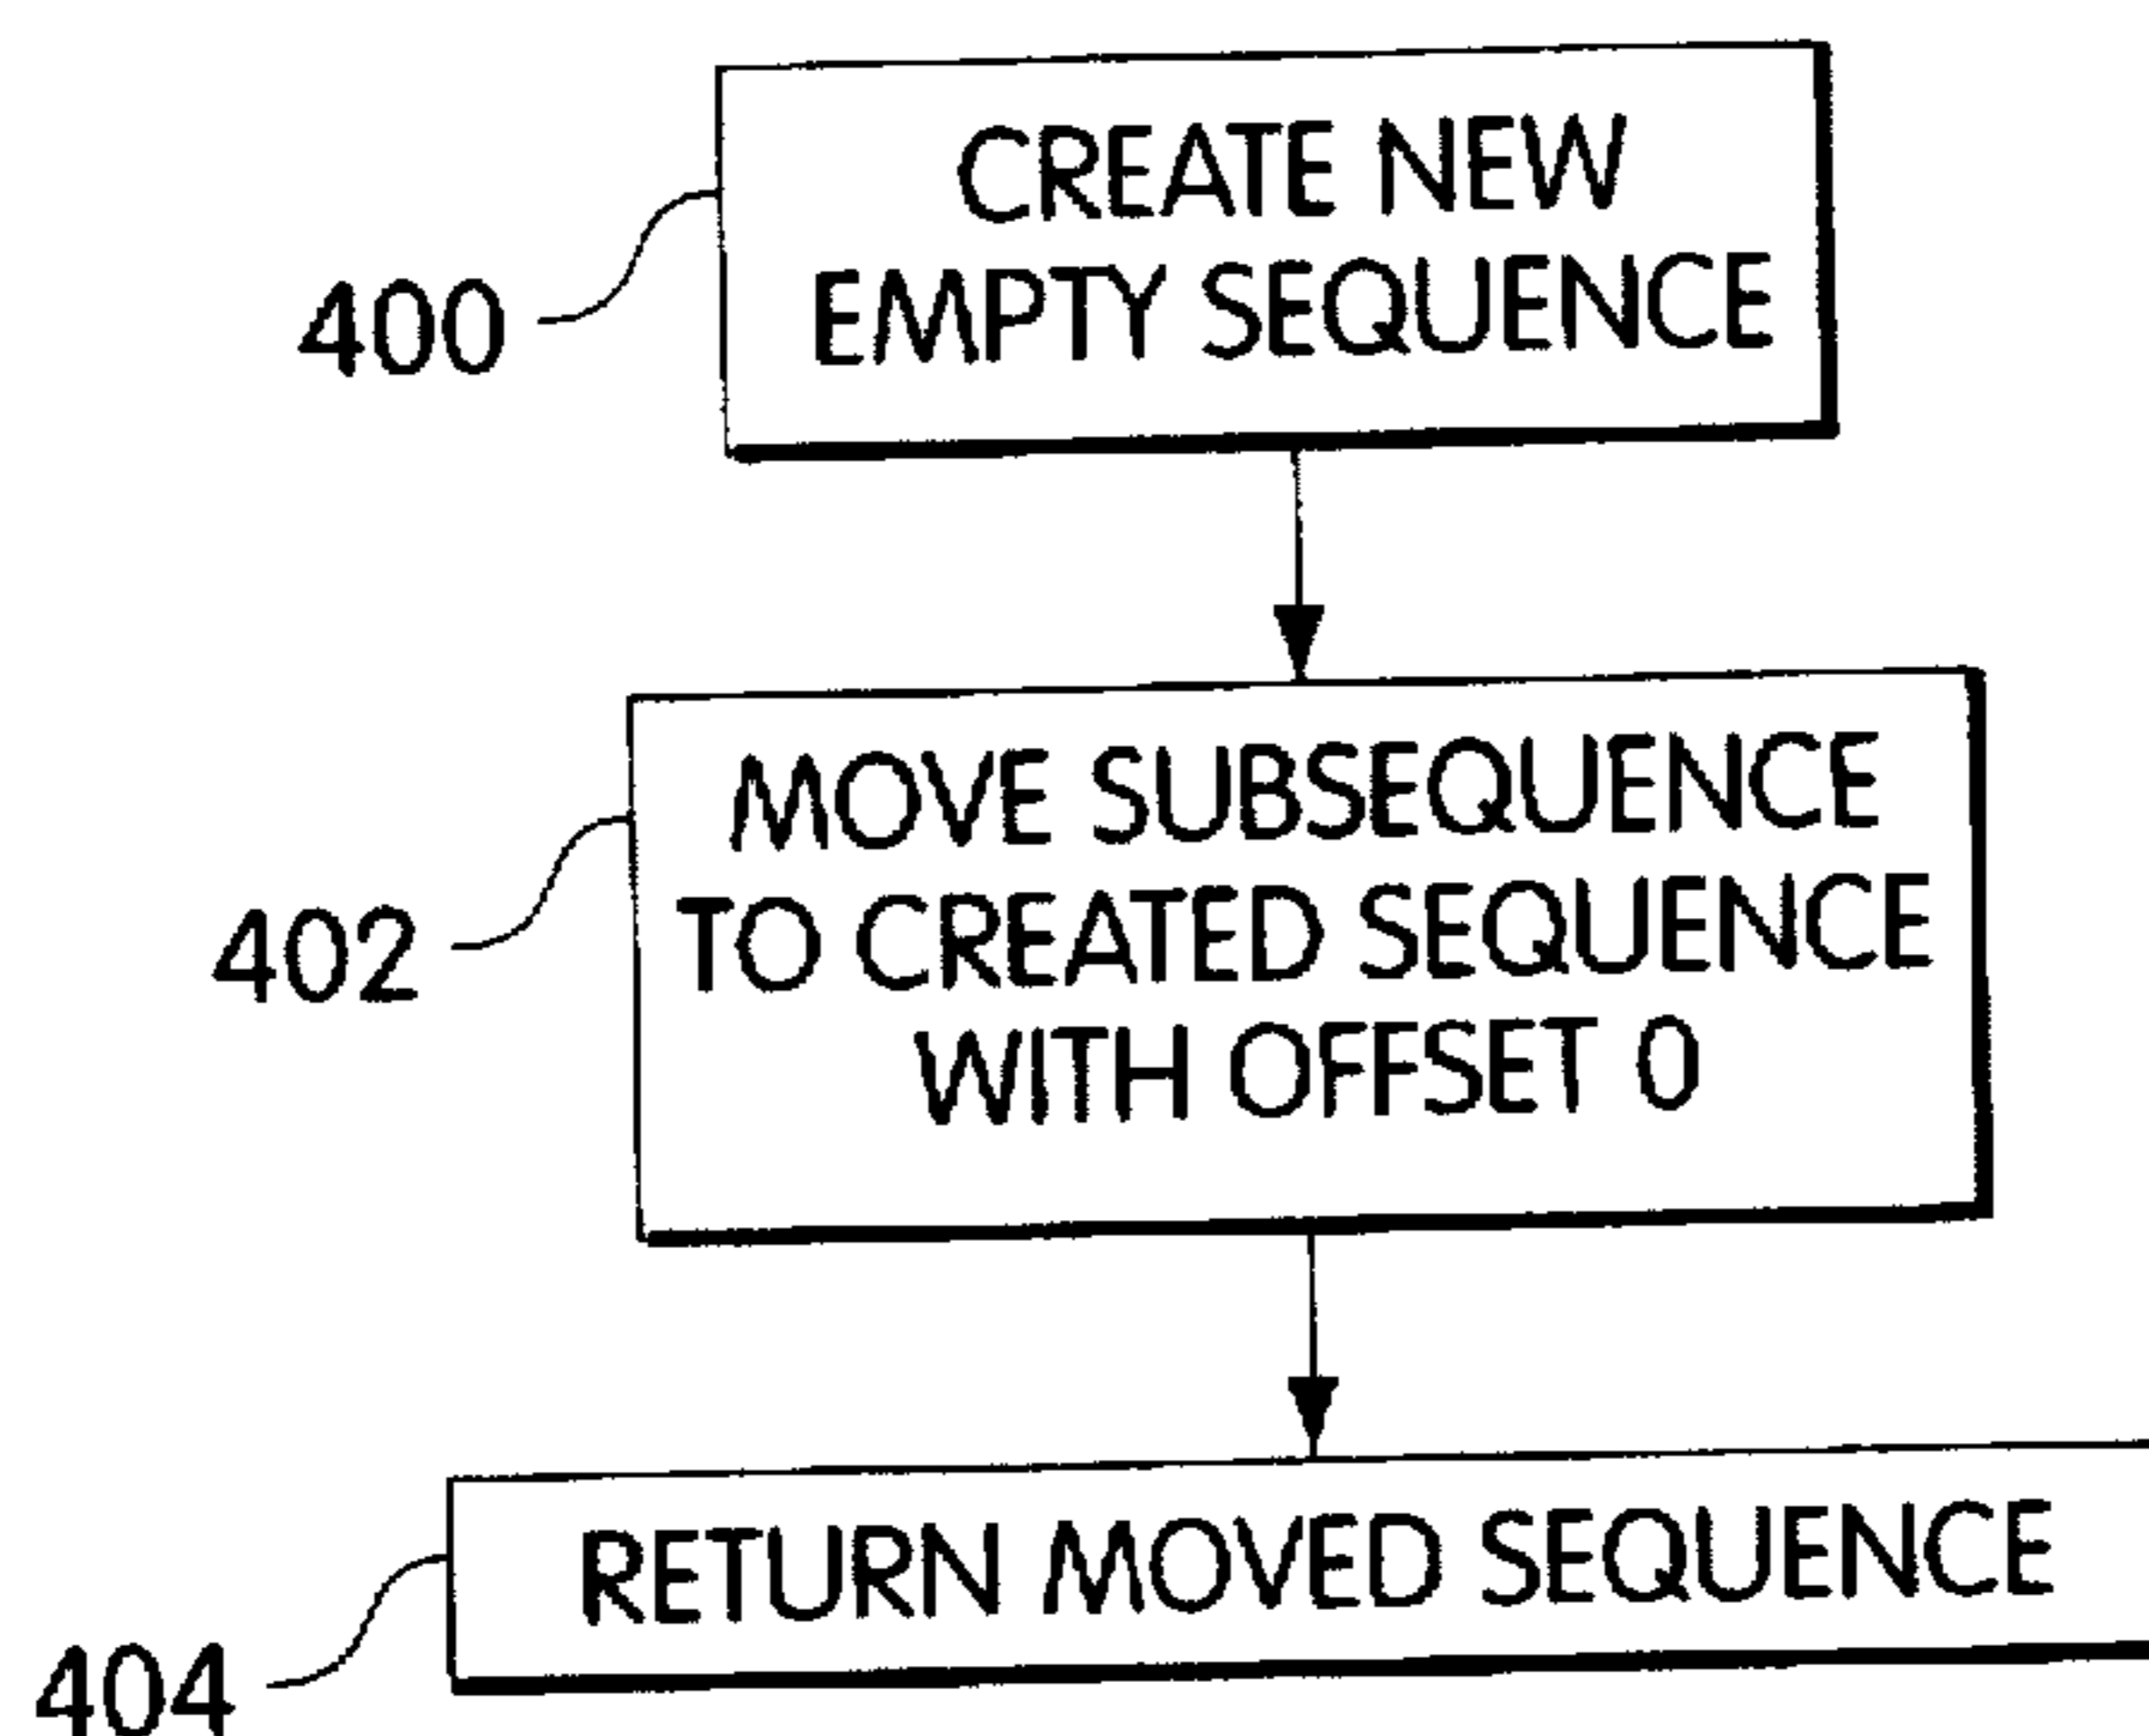 CREATE NEW
EMPTY SEQUENCE
400
MOVE SUBSEQUENCE
TO CREATED SEQUENCE
WITH OFFSET 0
402
RETURN MOVED SEQUENCE
404